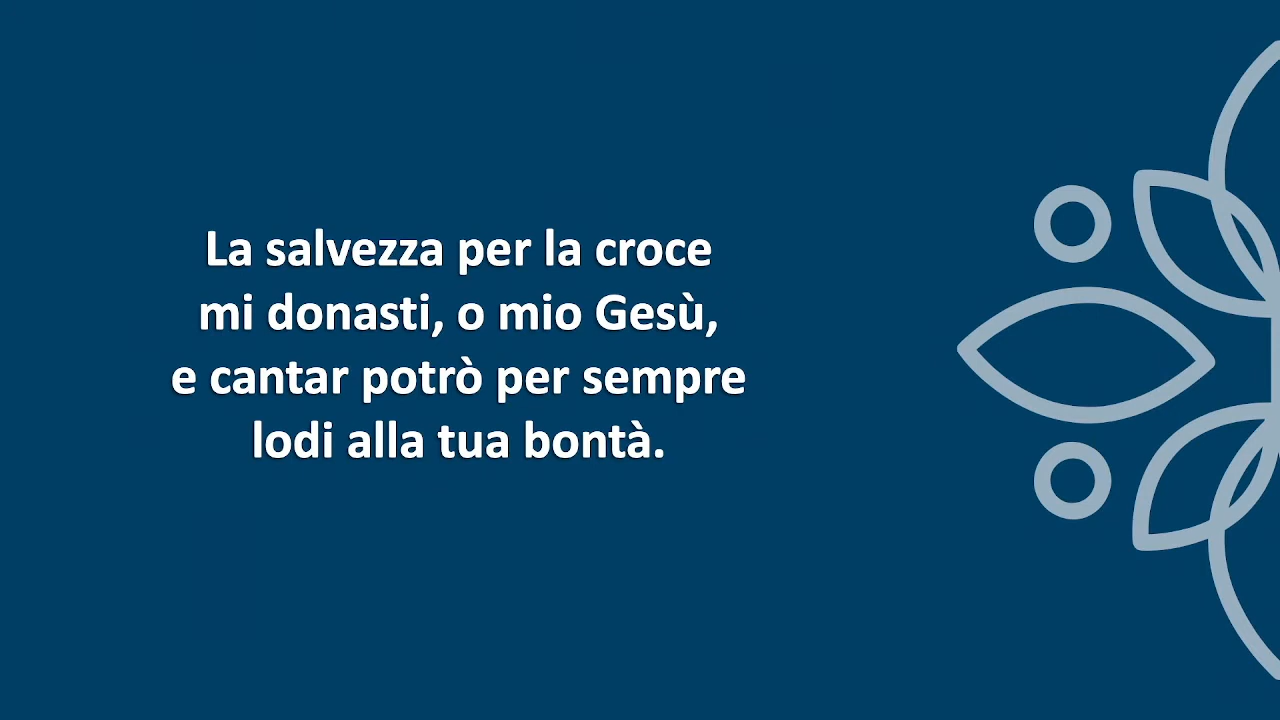 La salvezza per la croce
mi donasti, o mio Gesù,
e cantar potrò per sempre
lodi alla tua bontà.